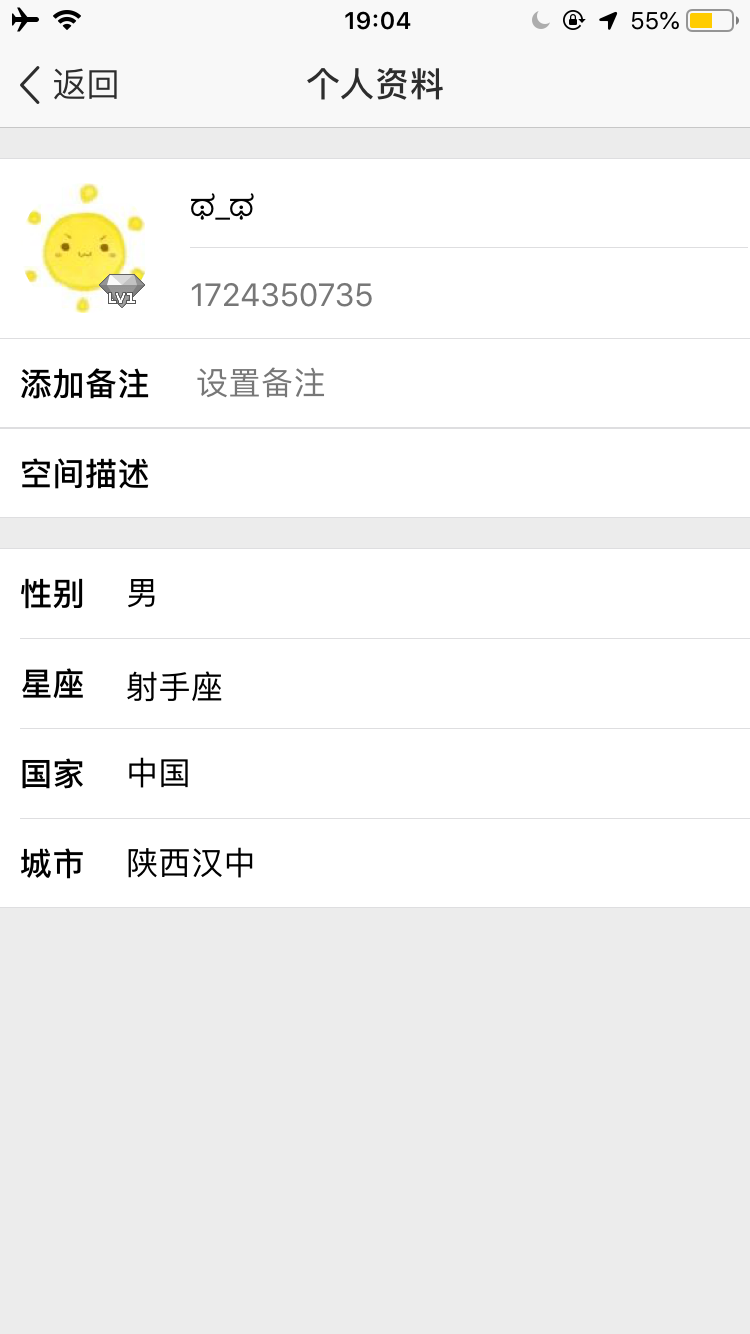 19:04
55%
返回
个人资料
ಥ_ಥ
LV1
1724350735
添加备注 设置备注
空间描述
性别 男
星座 射手座
国家 中国
城市 陕西汉中